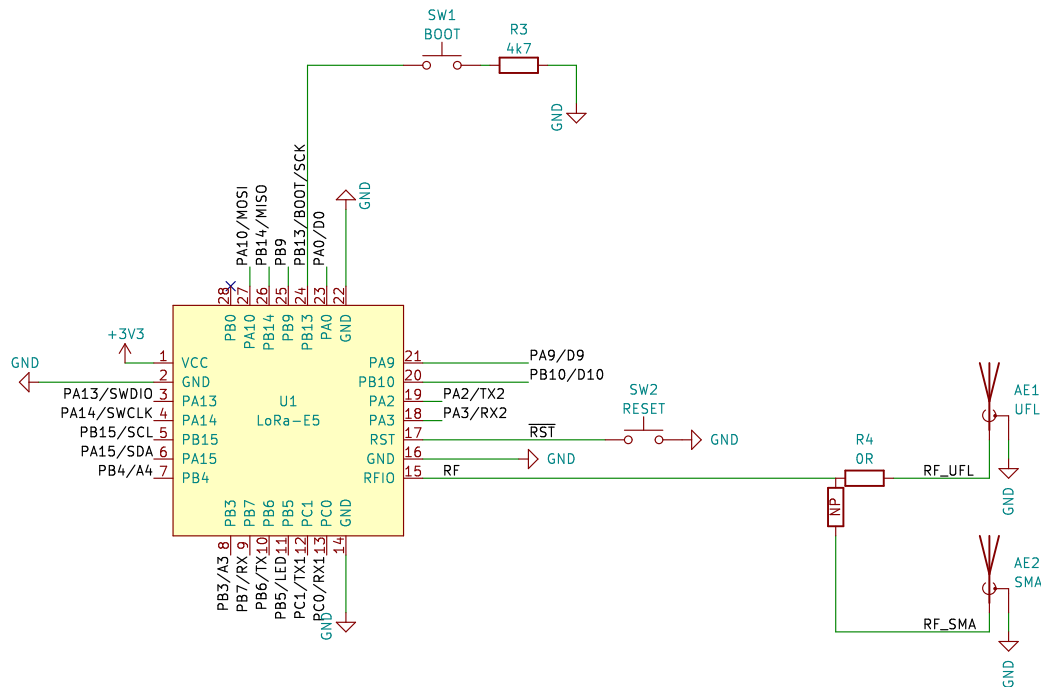 SW1
BOOT
R3
4k7
GND
PB13/BOOT/SCK
GND
PA10/MOSI
PB14/MISO
PB9
PA0/D0
28
27
26
25
24
23
22
PB0
PA10
PB14
PB9
PB13
PA0
GND
+3V3
1 VCC
GND
2 GND
PA13/SWDIO 3 PA13
PA14/SWCLK 4 PA14
PB15/SCL 5 PB15
PA15/SDA 6 PA15
PB4/A4 7 PB4
U1
LoRa-E5
PA9 21 PA9/D9
PB10 20 PB10/D10
PA2 19 PA2/TX2
PA3 18 PA3/RX2
RST 17 RST
GND 16 GND
RFIO 15 RF
SW2
RESET
GND
R4
0R
RF_UFL
AE1
UFL
GND
NP
PB3
PB7
PB6
PB5
PC1
PC0
GND
8
9
10
11
12
13
14
PB3/A3
PB7/RX
PB6/TX
PB5/LED
PC1/TX1
PC0/RX1
GND
AE2
SMA
RF_SMA
GND